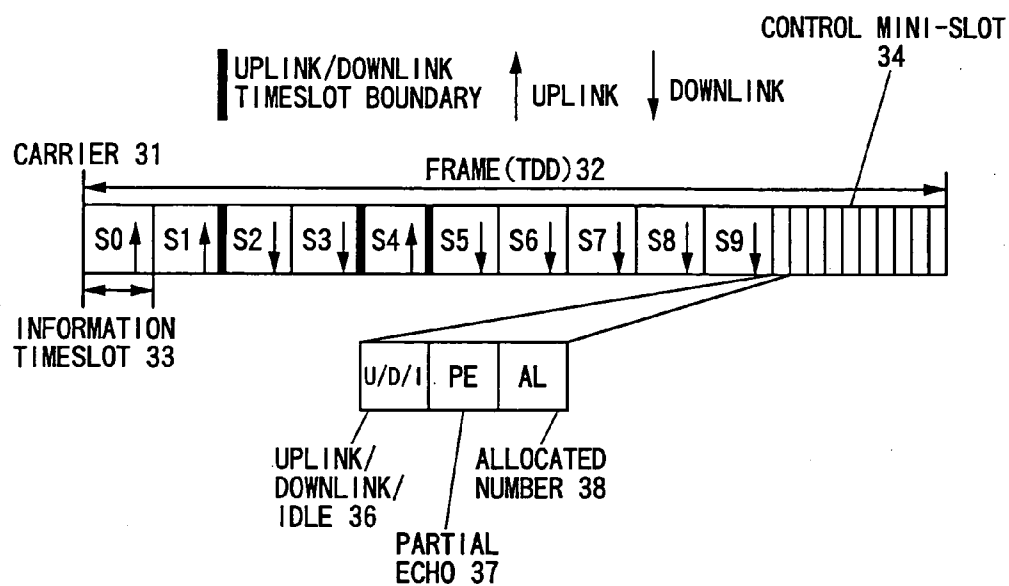 CONTROL MINI-SLOT
34
UPLINK/DOWNLINK
TIMESLOT BOUNDARY
UPLINK
DOWNLINK
CARRIER 31
FRAME(TDD)32
S0 S1 S2 S3 S4 S5 S6 S7 S8 S9
INFORMATION
TIMESLOT 33
U/D/I PE AL
UPLINK/
DOWNLINK/
IDLE 36
ALLOCATED
NUMBER 38
PARTIAL
ECHO 37